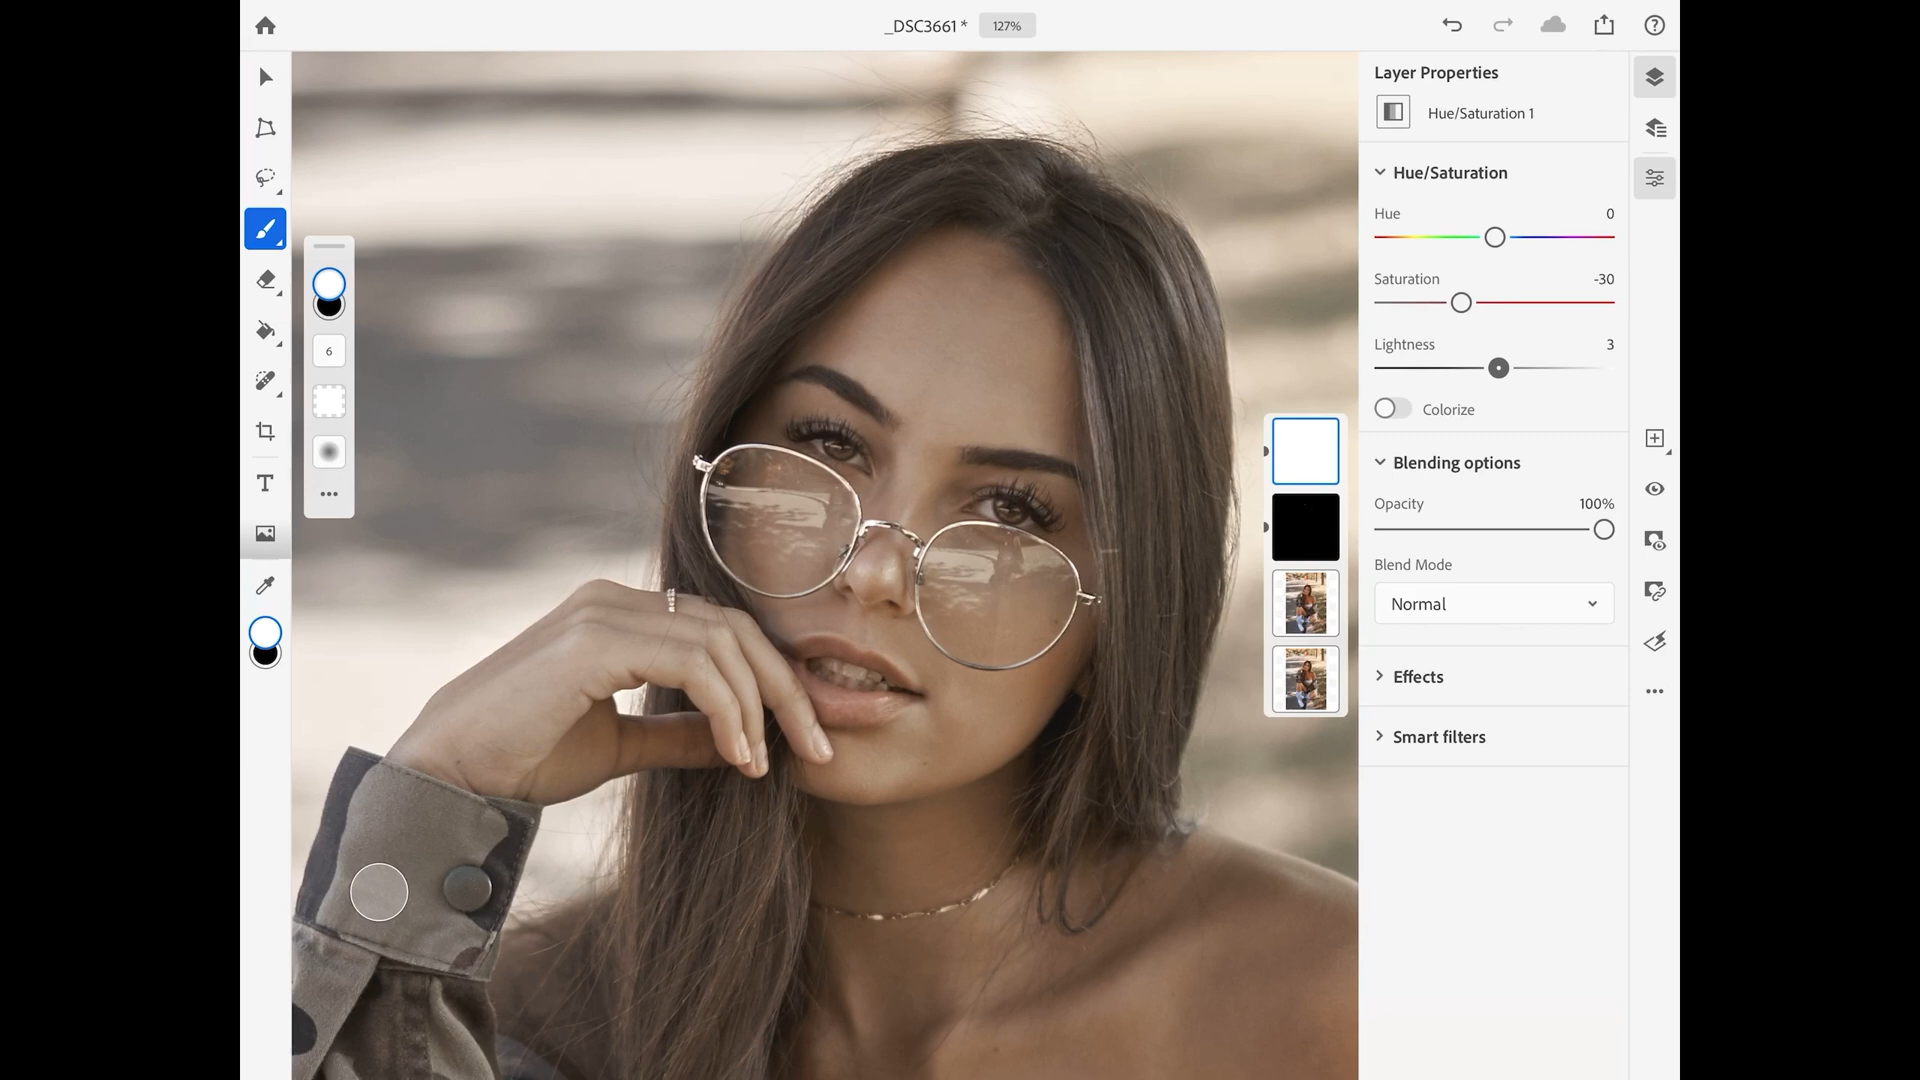 _DSC3661 *
127%
Layer Properties
Hue/Saturation 1
Hue/Saturation
Hue 0
Saturation -30
Lightness 3
Colorize
6
Blending options
Opacity 100%
Blend Mode
Normal
Effects
Smart filters